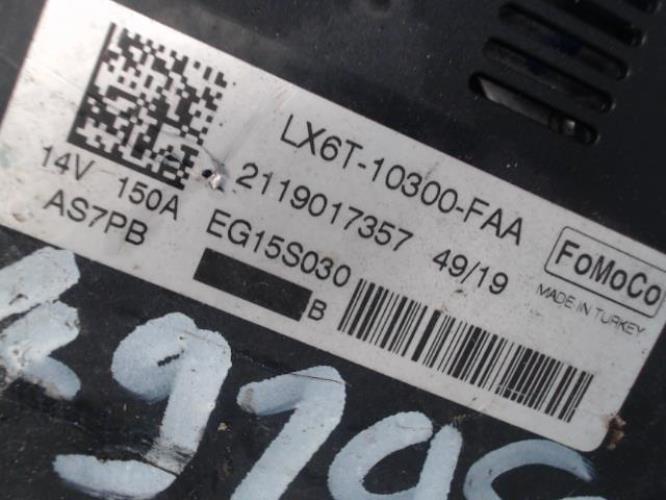 LX6T-10300-FAA
14V 150A 2119017357 49/19
AS7PB EG15S030
B
FoMoCo
MADE IN TURKEY